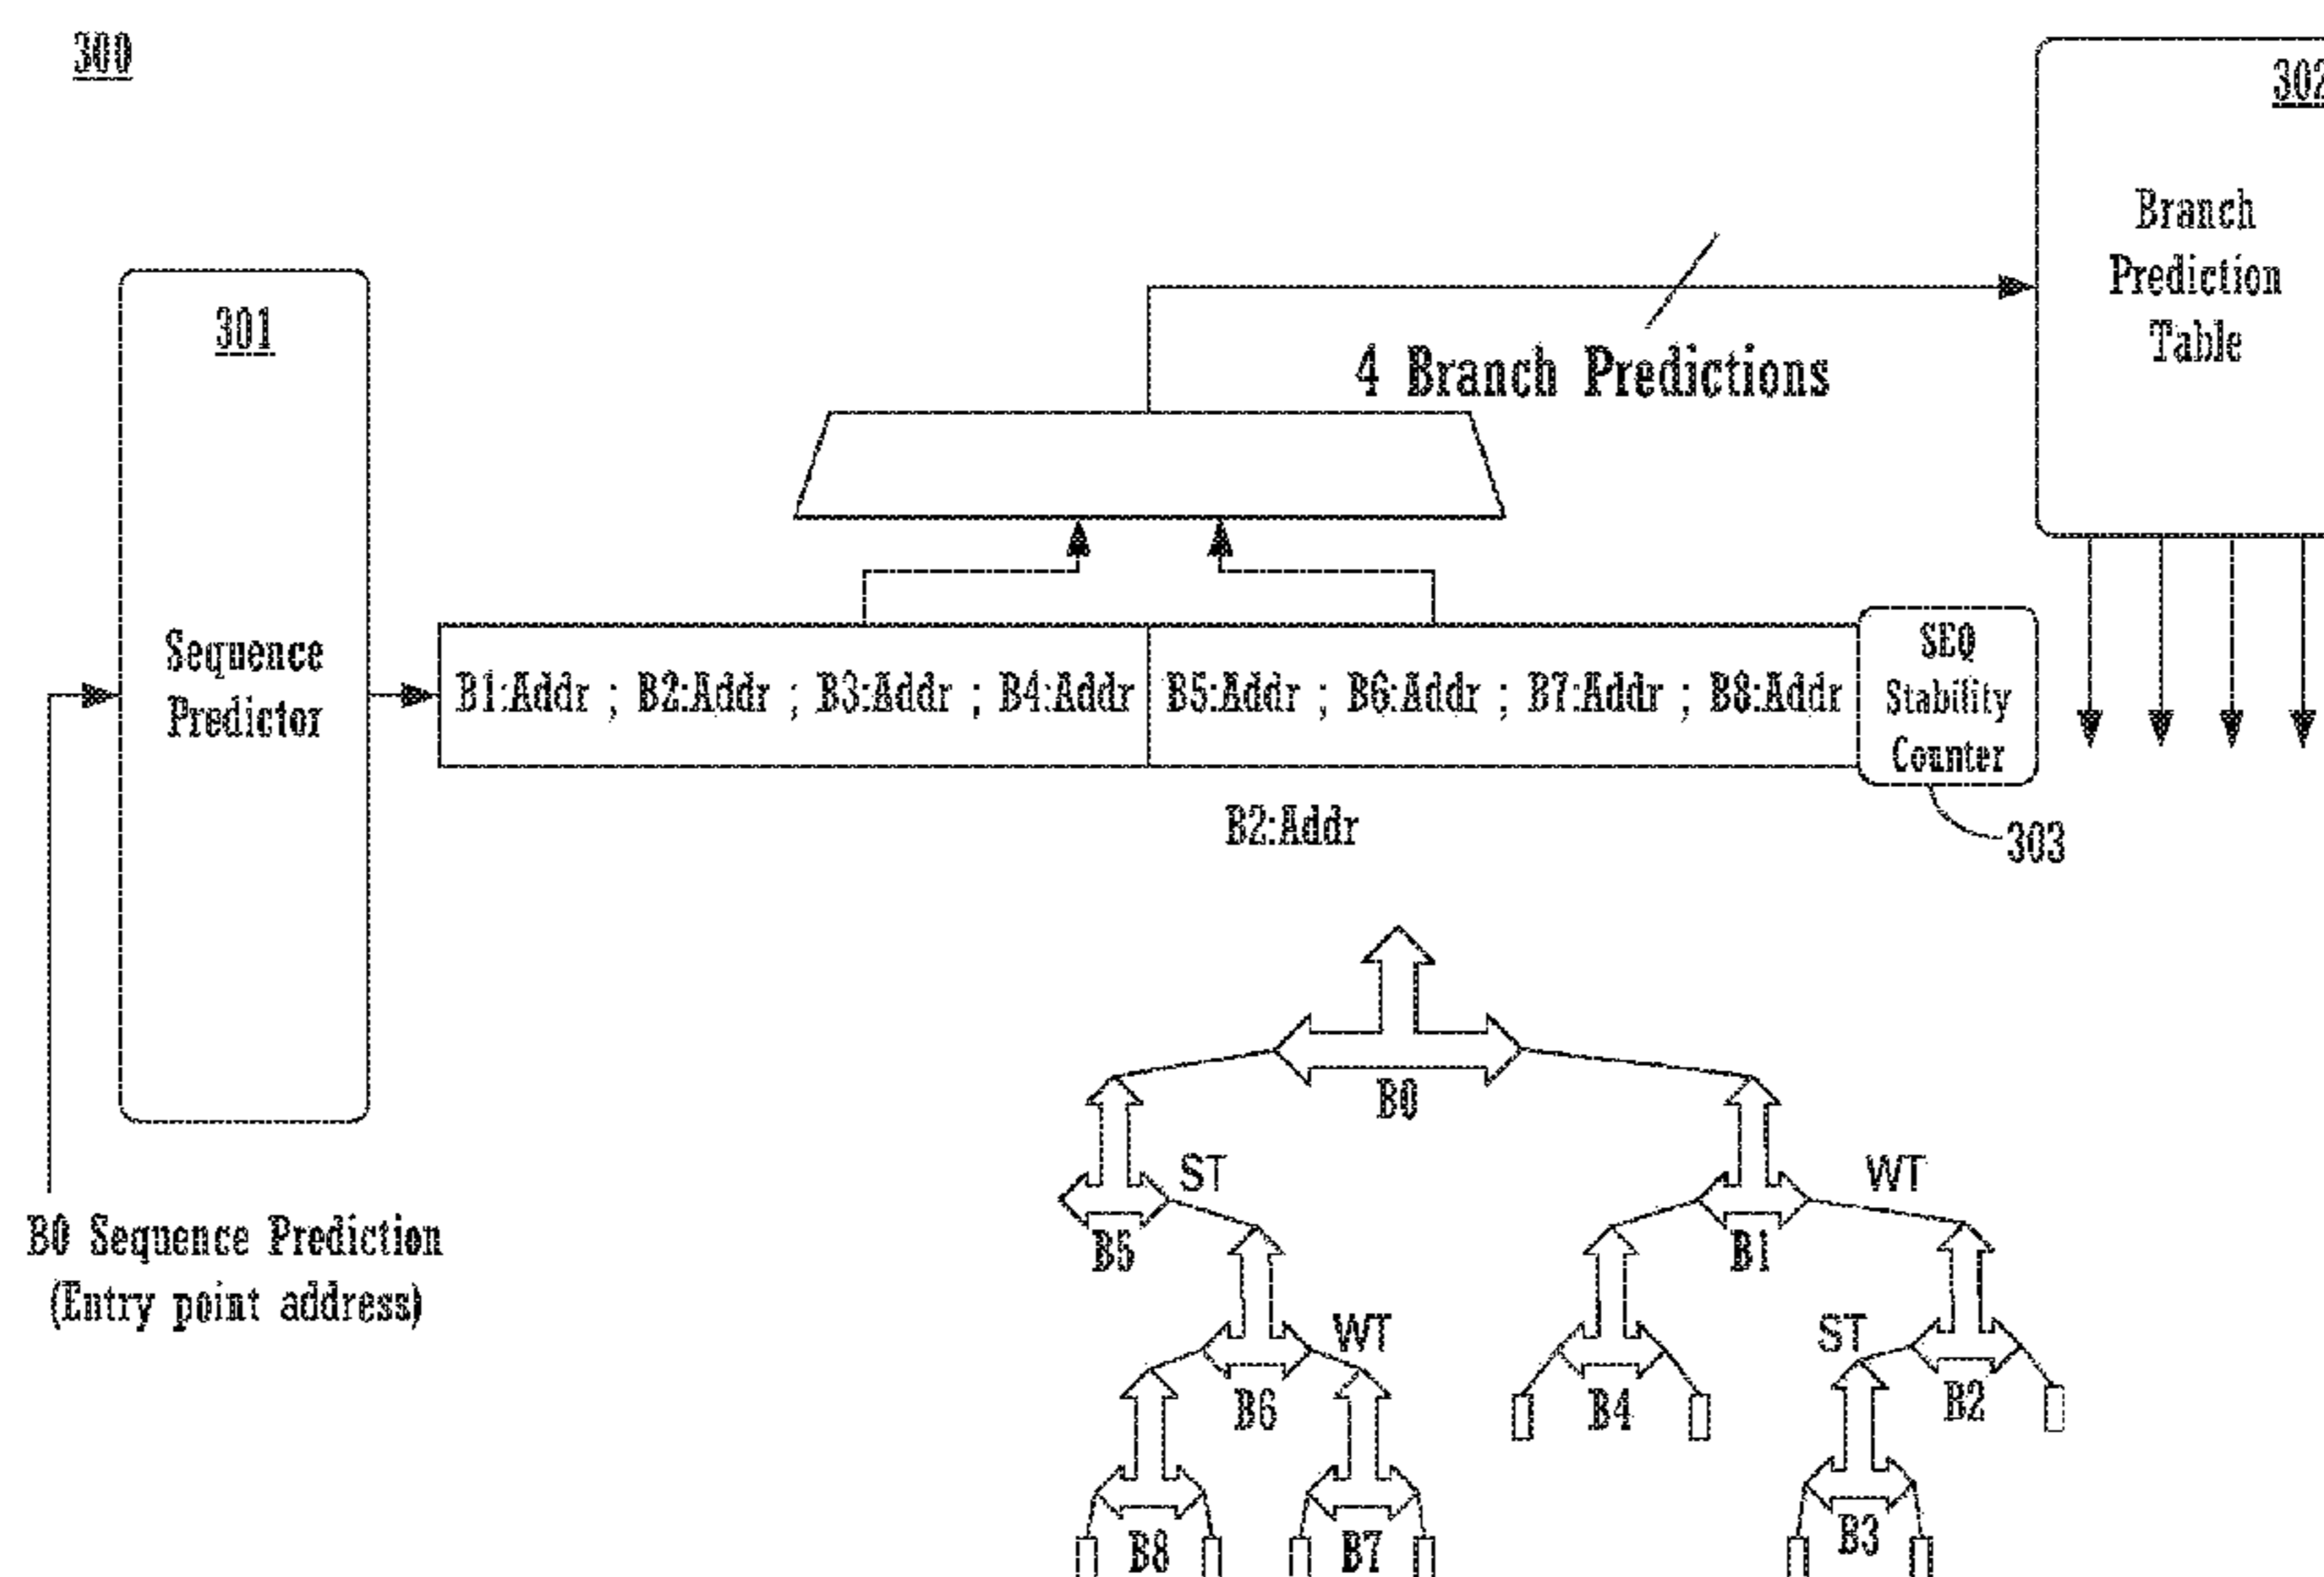 300
302
Branch
Prediction
Table
301
4 Branch Predictions
Sequence
Predictor
B1:Addr ; B2:Addr ; B3:Addr ; B4:Addr B5:Addr ; B6:Addr ; B7:Addr ; B8:Addr
SEQ
Stability
Counter
B2:Addr
303
B0
ST
WT
B0 Sequence Prediction
(Entry point address)
B5
B1
WT
ST
B6
B4
B2
B8
B7
B3